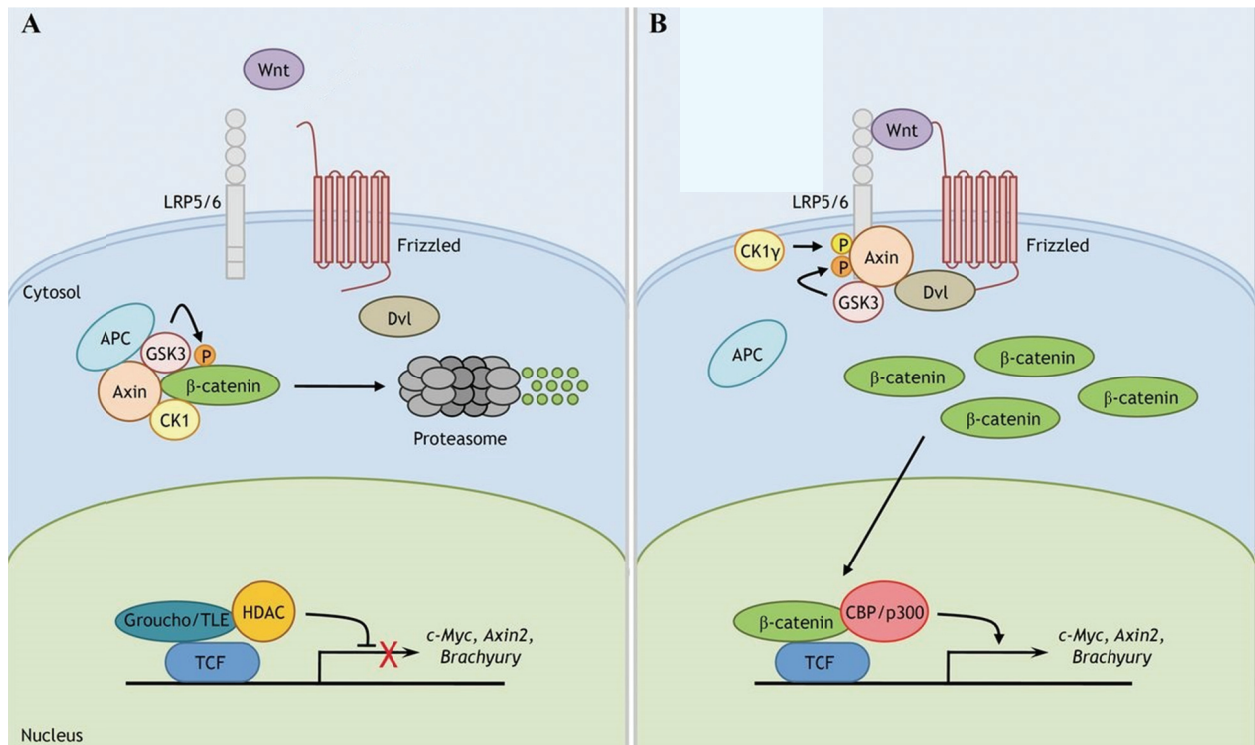 A
Wnt
LRP5/6
Frizzled
Cytosol
Dvl
APC
GSK3
P
Axin
β-catenin
CK1
Proteasome
Groucho/TLE
HDAC
TCF
c-Myc, Axin2,
Brachyury
Nucleus
B
Wnt
LRP5/6
CK1γ
P
Axin
Frizzled
P
GSK3
Dvl
APC
β-catenin
β-catenin
β-catenin
β-catenin
β-catenin
CBP/p300
TCF
c-Myc, Axin2,
Brachyury